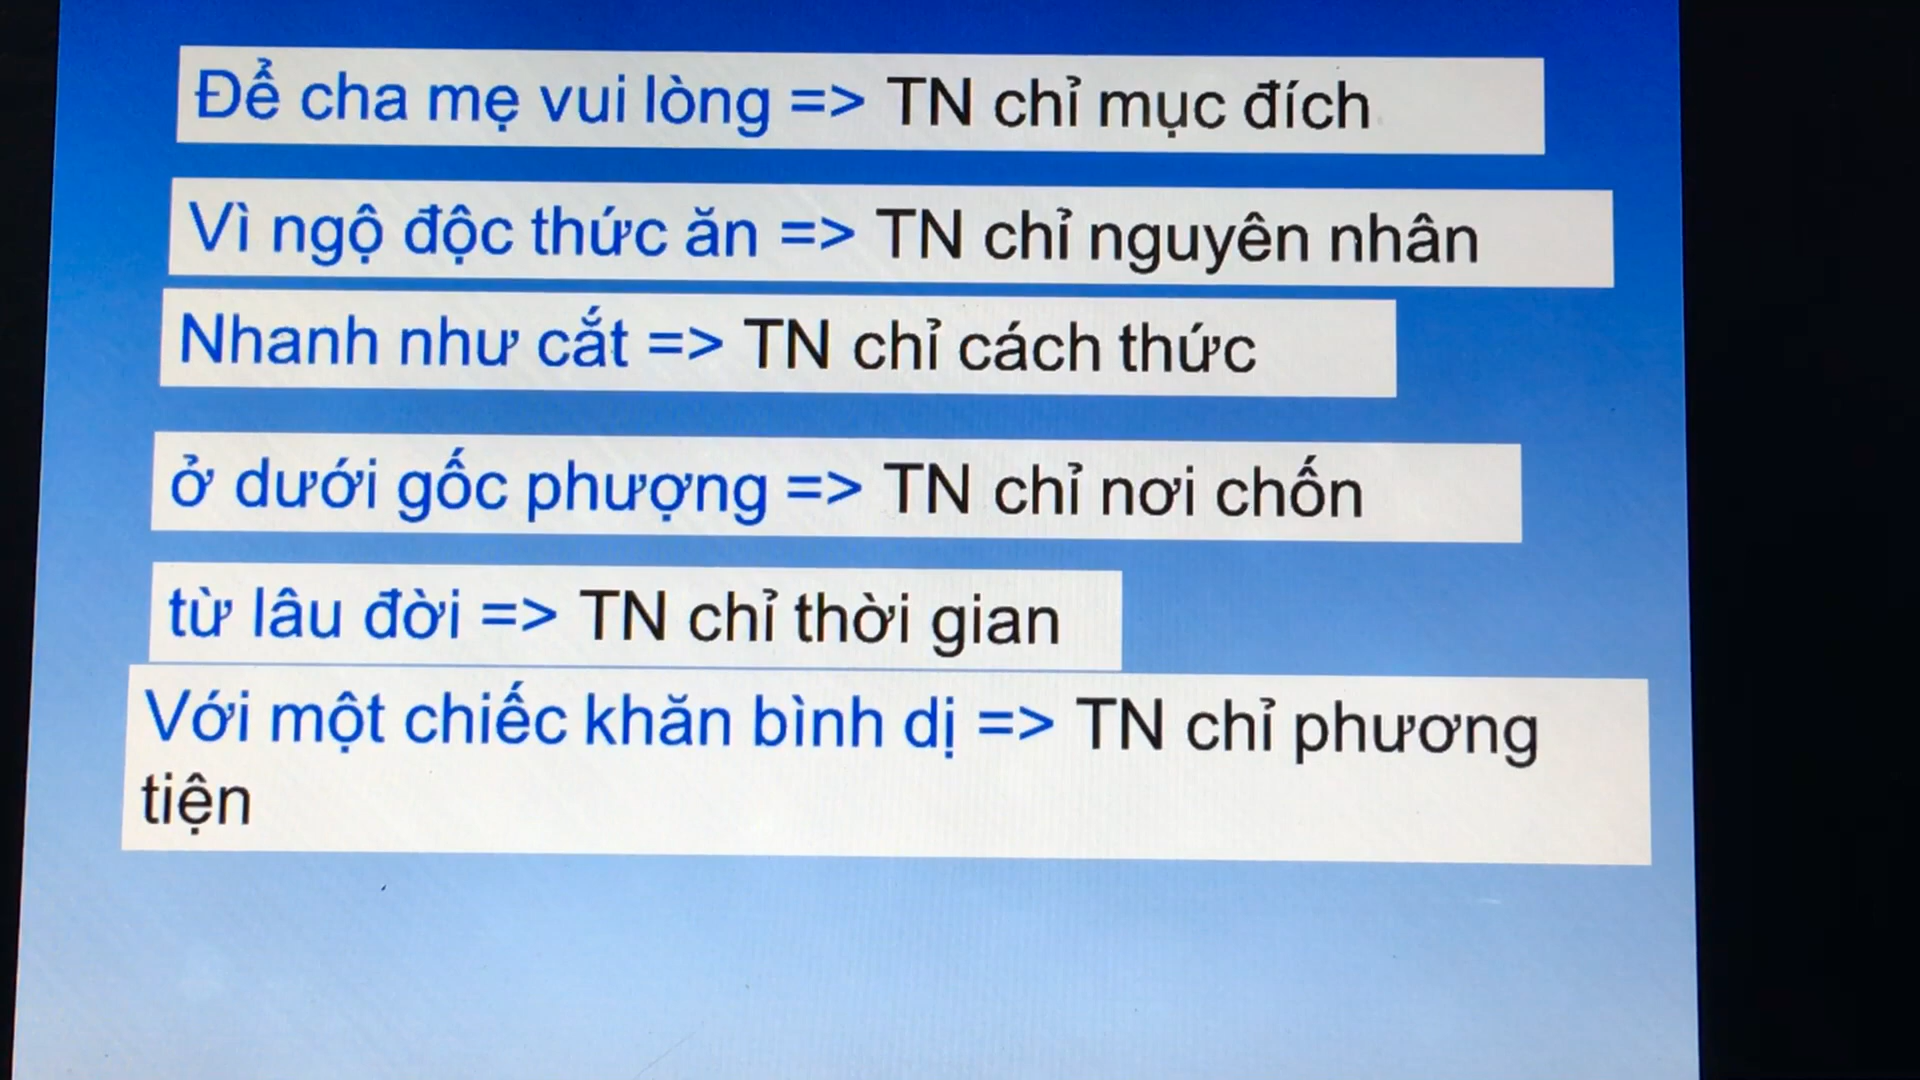 Để cha mẹ vui lòng => TN chỉ mục đích
Vì ngộ độc thức ăn => TN chỉ nguyên nhân
Nhanh như cắt => TN chỉ cách thức
ở dưới gốc phượng => TN chỉ nơi chốn
từ lâu đời => TN chỉ thời gian
Với một chiếc khăn bình dị => TN chỉ phương
tiện